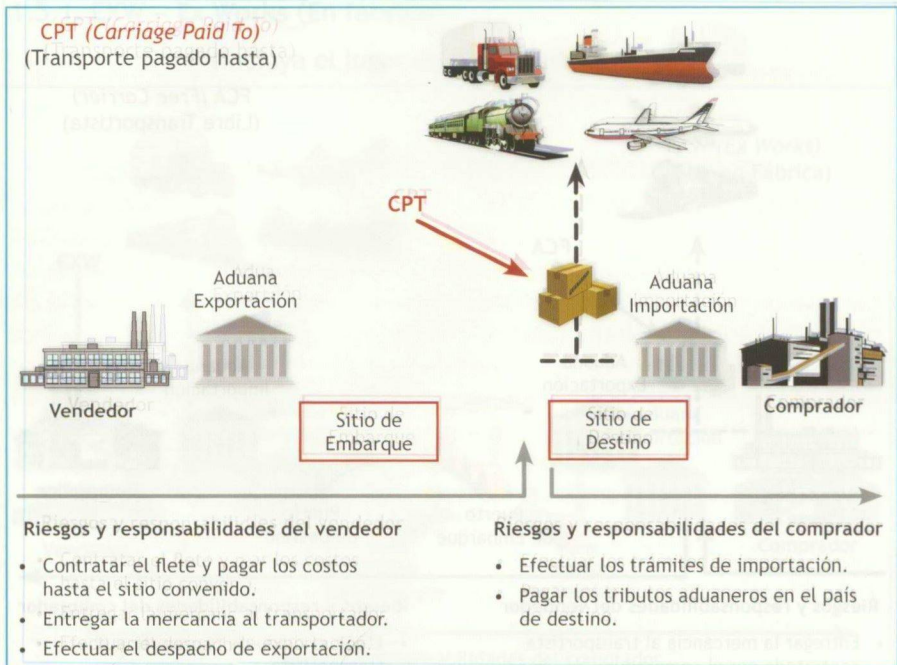 CPT (Carriage Paid To)
(Transporte pagado hasta)
CPT
Aduana
Exportación
Aduana
Importación
Vendedor
Comprador
Sitio de
Embarque
Sitio de
Destino
Riesgos y responsabilidades del vendedor
• Contratar el flete y pagar los costos
hasta el sitio convenido.
• Entregar la mercancía al transportador.
• Efectuar el despacho de exportación.
Riesgos y responsabilidades del comprador
• Efectuar los trámites de importación.
• Pagar los tributos aduaneros en el país
de destino.